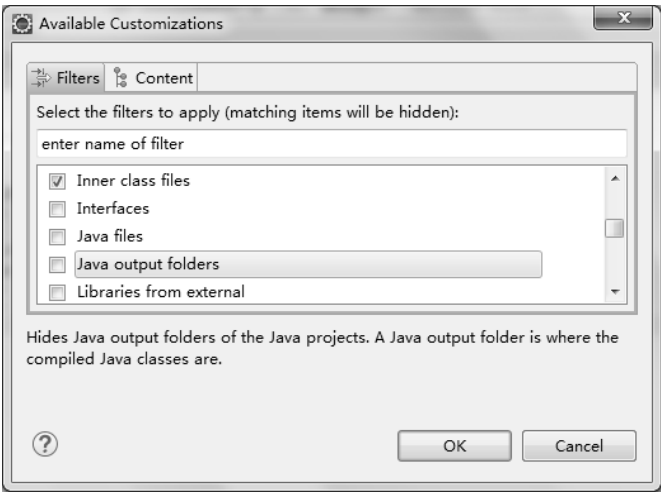 Available Customizations
Filters
Content
Select the filters to apply (matching items will be hidden):
enter name of filter
Inner class files
Interfaces
Java files
Java output folders
Libraries from external
Hides Java output folders of the Java projects. A Java output folder is where the
compiled Java classes are.
OK
Cancel